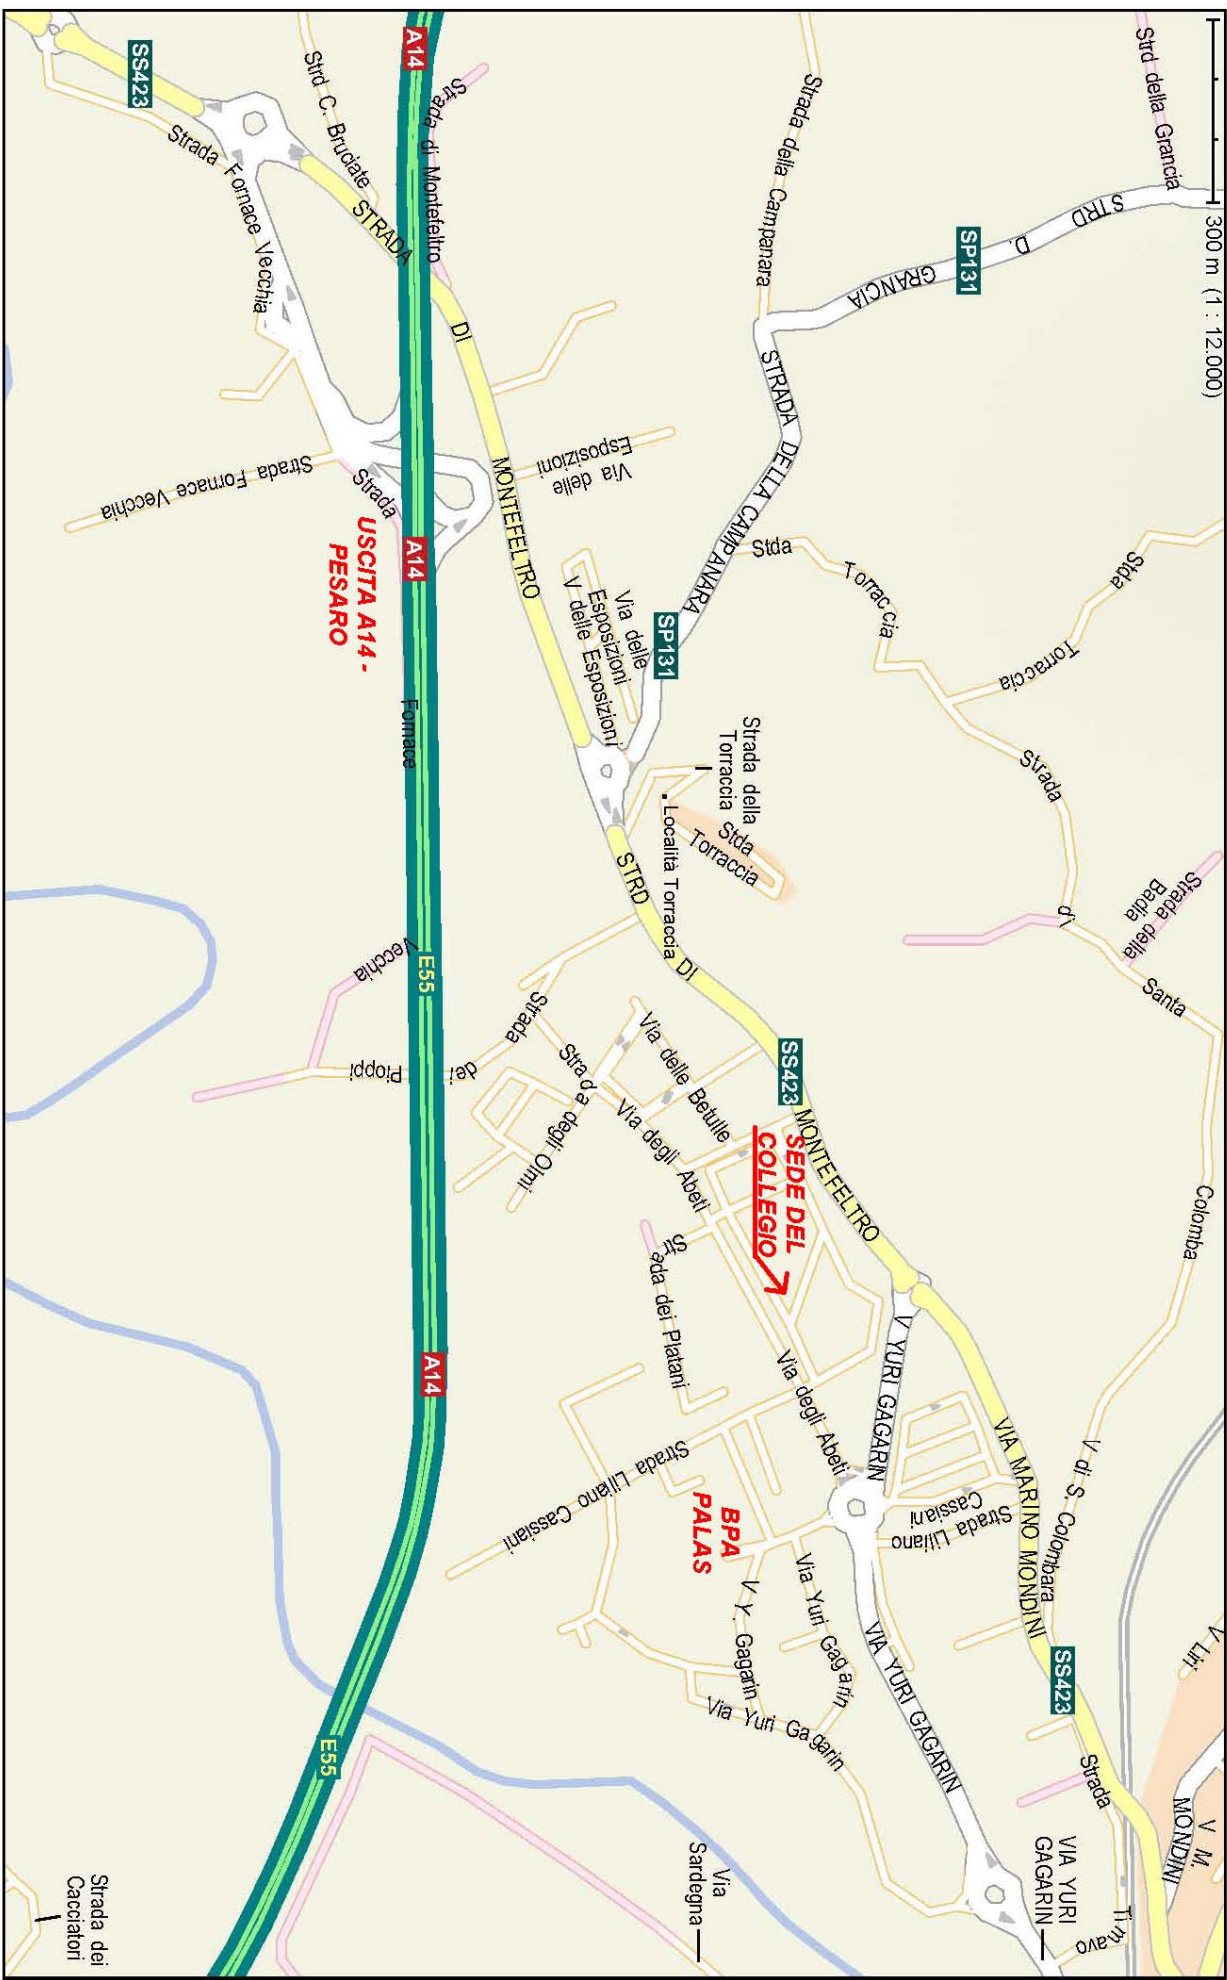 300 m (1 : 12.000)
Strd della Grancia
STRD D. GRANCIA
SP131
Strada della Campanara
STRADA DELLA CAMPANARA
SP131
Stda
Torraccia
Stda
Torraccia
Strada
di
Santa
Colomba
Strada della
Badia
V di S. Colombara
V Liri
V M.
MONDINI
A14
Strada di Montefeltro
Strd C. Bruciate
SS423
Strada Fornace Vecchia
STRADA
DI
MONTEFELTRO
Via delle
Esposizioni
Via delle
Esposizioni
V delle Esposizioni
Strada della
Torraccia
Stda
Torraccia
Località Torraccia
STRD
DI
SS423
MONTEFELTRO
VIA MARINO MONDINI
SS423
Strada
Timavo
VIA YURI
GAGARIN
Strada Fornace Vecchia
Strada
A14
USCITA A14 -
PESARO
Fornace
Vecchia
E55
Strada
dei
Pioppi
Strada degli Olmi
Via delle Betulle
Via degli Abeti
SEDE DEL
COLLEGIO
Strada dei Platani
Via degli Abeti
V YURI GAGARIN
Strada Liliano
Cassiani
Strada Liliano Cassiani
BPA
PALAS
Via Yuri Gagarin
V Y. Gagarin
Via Yuri Gagarin
VIA YURI GAGARIN
A14
E55
Via
Sardegna
Strada dei
Cacciatori